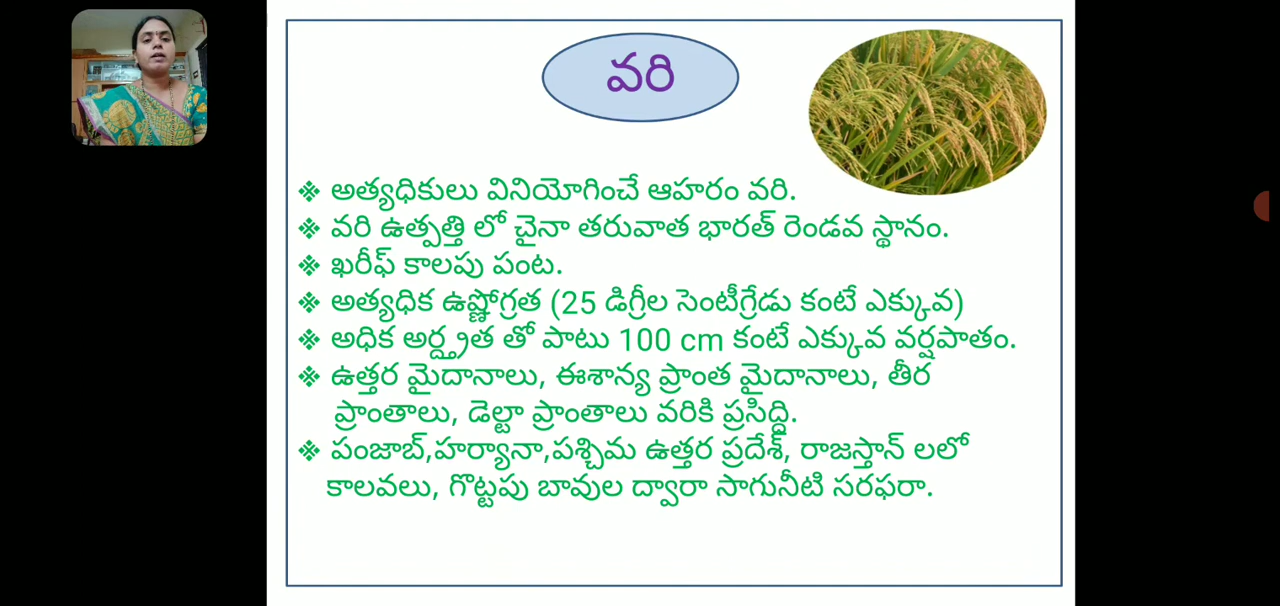 వరి
❖ అత్యధికులు వినియోగించే ఆహరం వరి.
❖ వరి ఉత్పత్తి లో చైనా తరువాత భారత్ రెండవ స్థానం.
❖ ఖరీఫ్ కాలపు పంట.
❖ అత్యధిక ఉష్ణోగ్రత (25 డిగ్రీల సెంటీగ్రేడు కంటే ఎక్కువ)
❖ అధిక అర్ద్త్రత తో పాటు 100 cm కంటే ఎక్కువ వర్షపాతం.
❖ ఉత్తర మైదానాలు, ఈశాన్య ప్రాంత మైదానాలు, తీర
ప్రాంతాలు, డెల్టా ప్రాంతాలు వరికి ప్రసిద్ది.
❖ పంజాబ్,హర్యానా,పశ్చిమ ఉత్తర ప్రదేశ్, రాజస్తాన్ లలో
కాలవలు, గొట్టపు బావుల ద్వారా సాగునీటి సరఫరా.